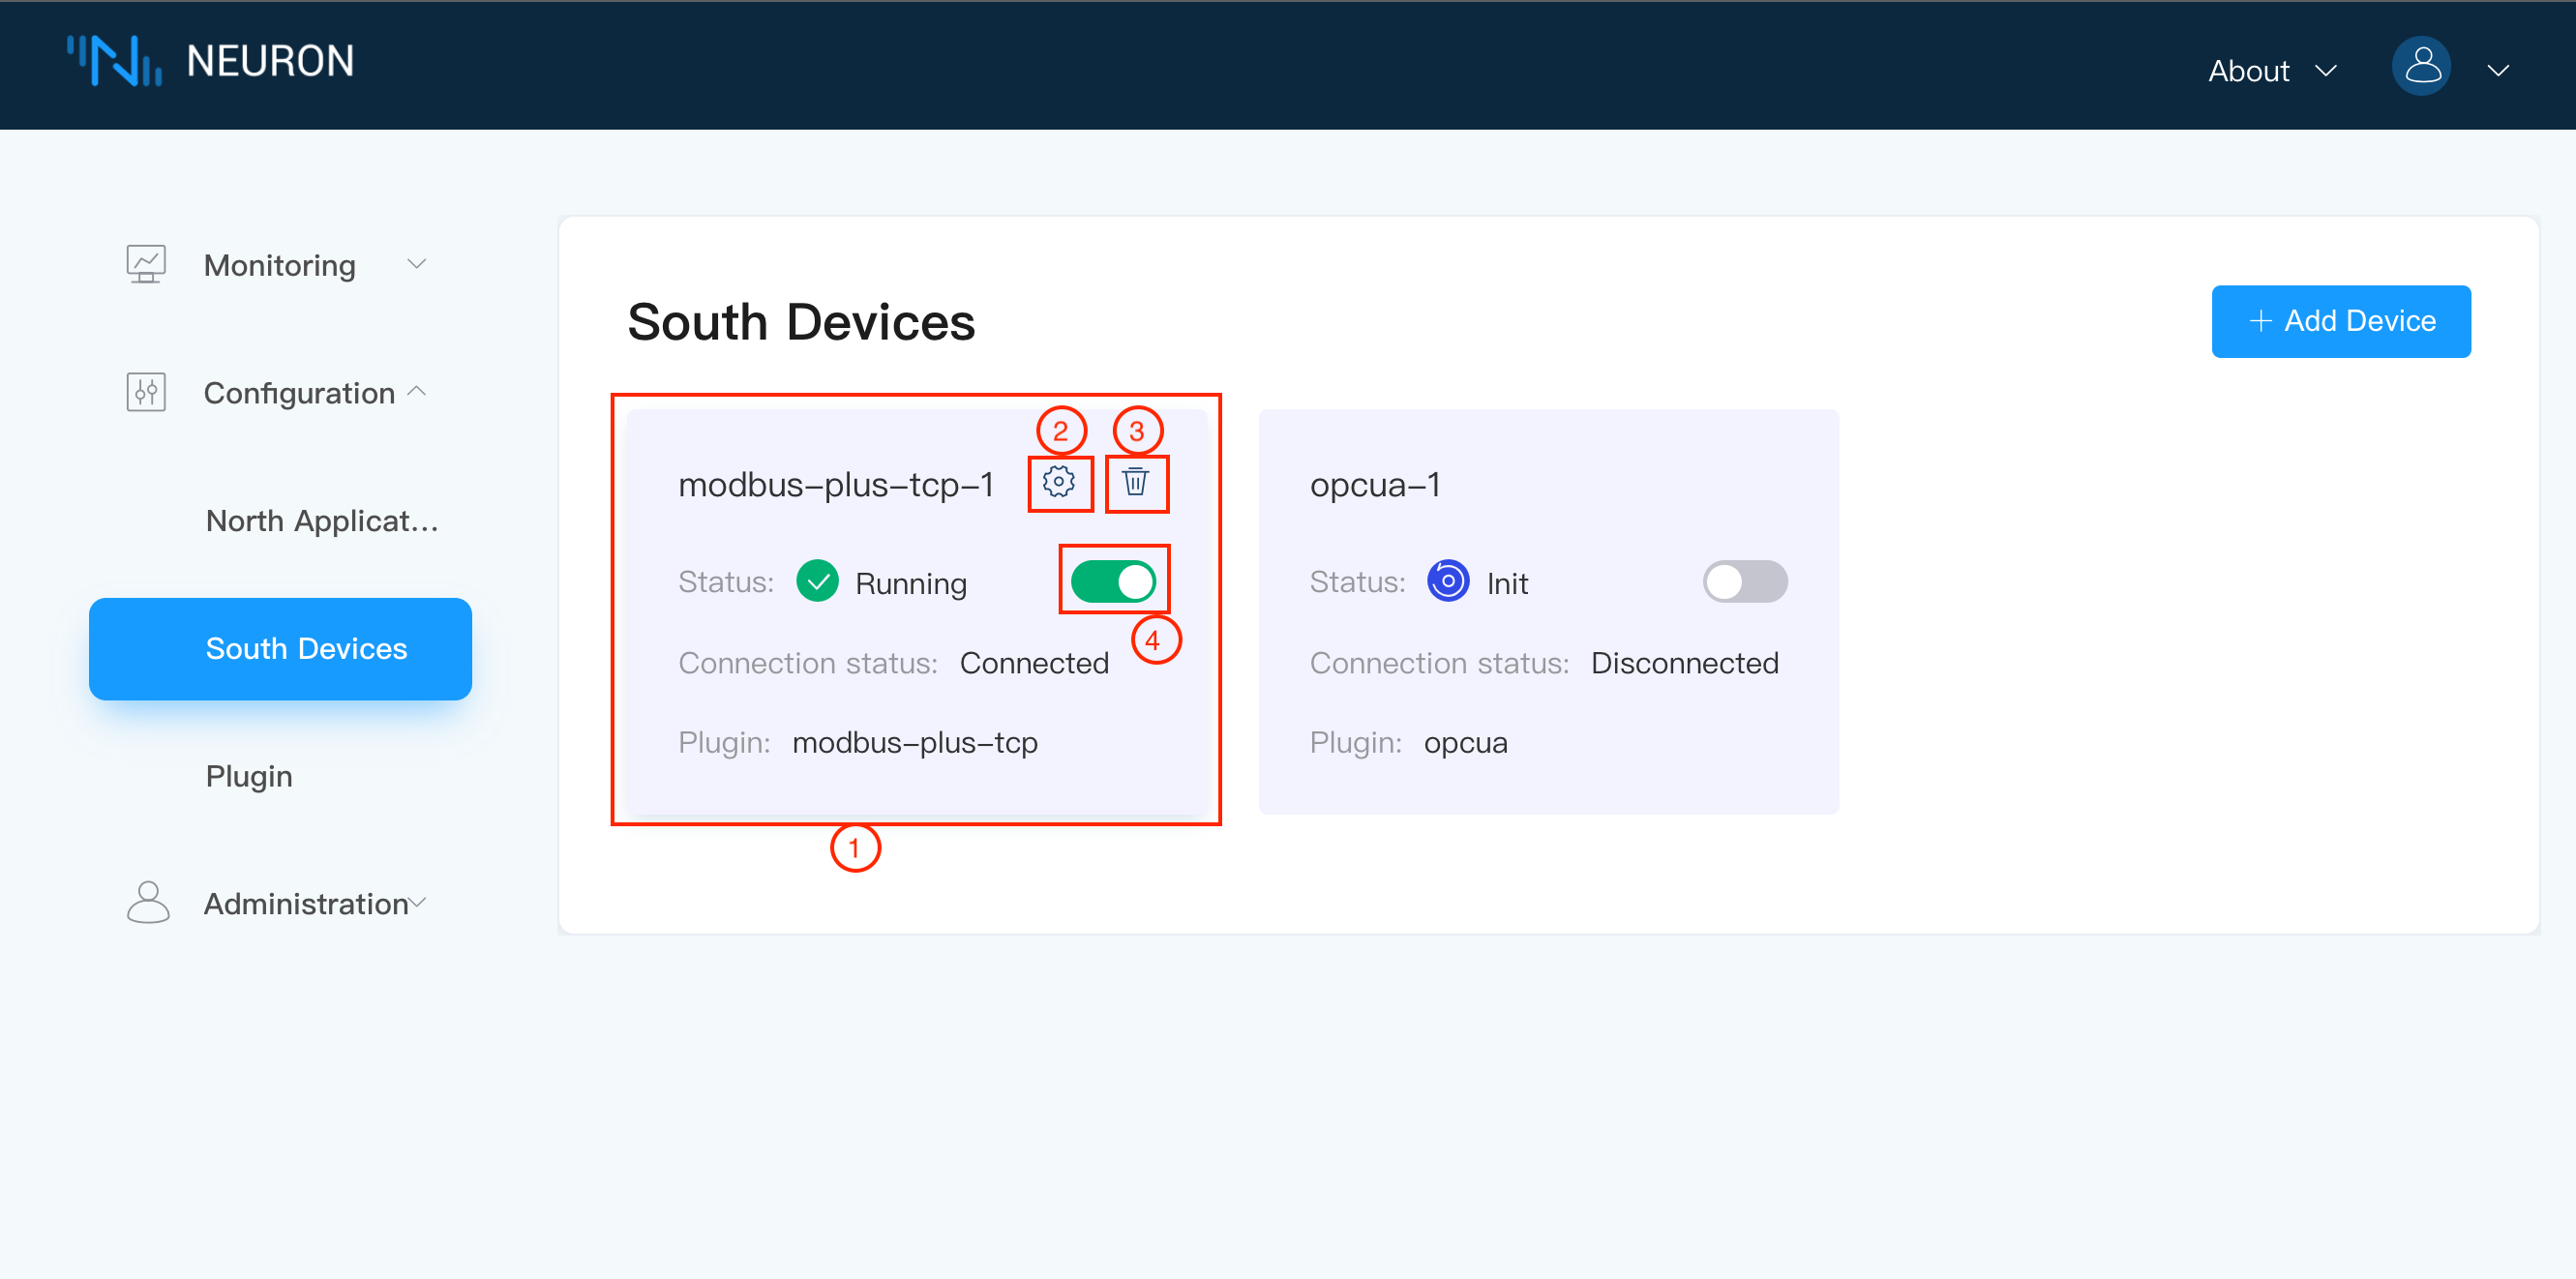 NEURON
About
Monitoring
Configuration
North Applicat...
South Devices
Plugin
Administration
South Devices
+ Add Device
2
3
modbus-plus-tcp-1
Status: Running
4
Connection status: Connected
Plugin: modbus-plus-tcp
1
opcua-1
Status: Init
Connection status: Disconnected
Plugin: opcua